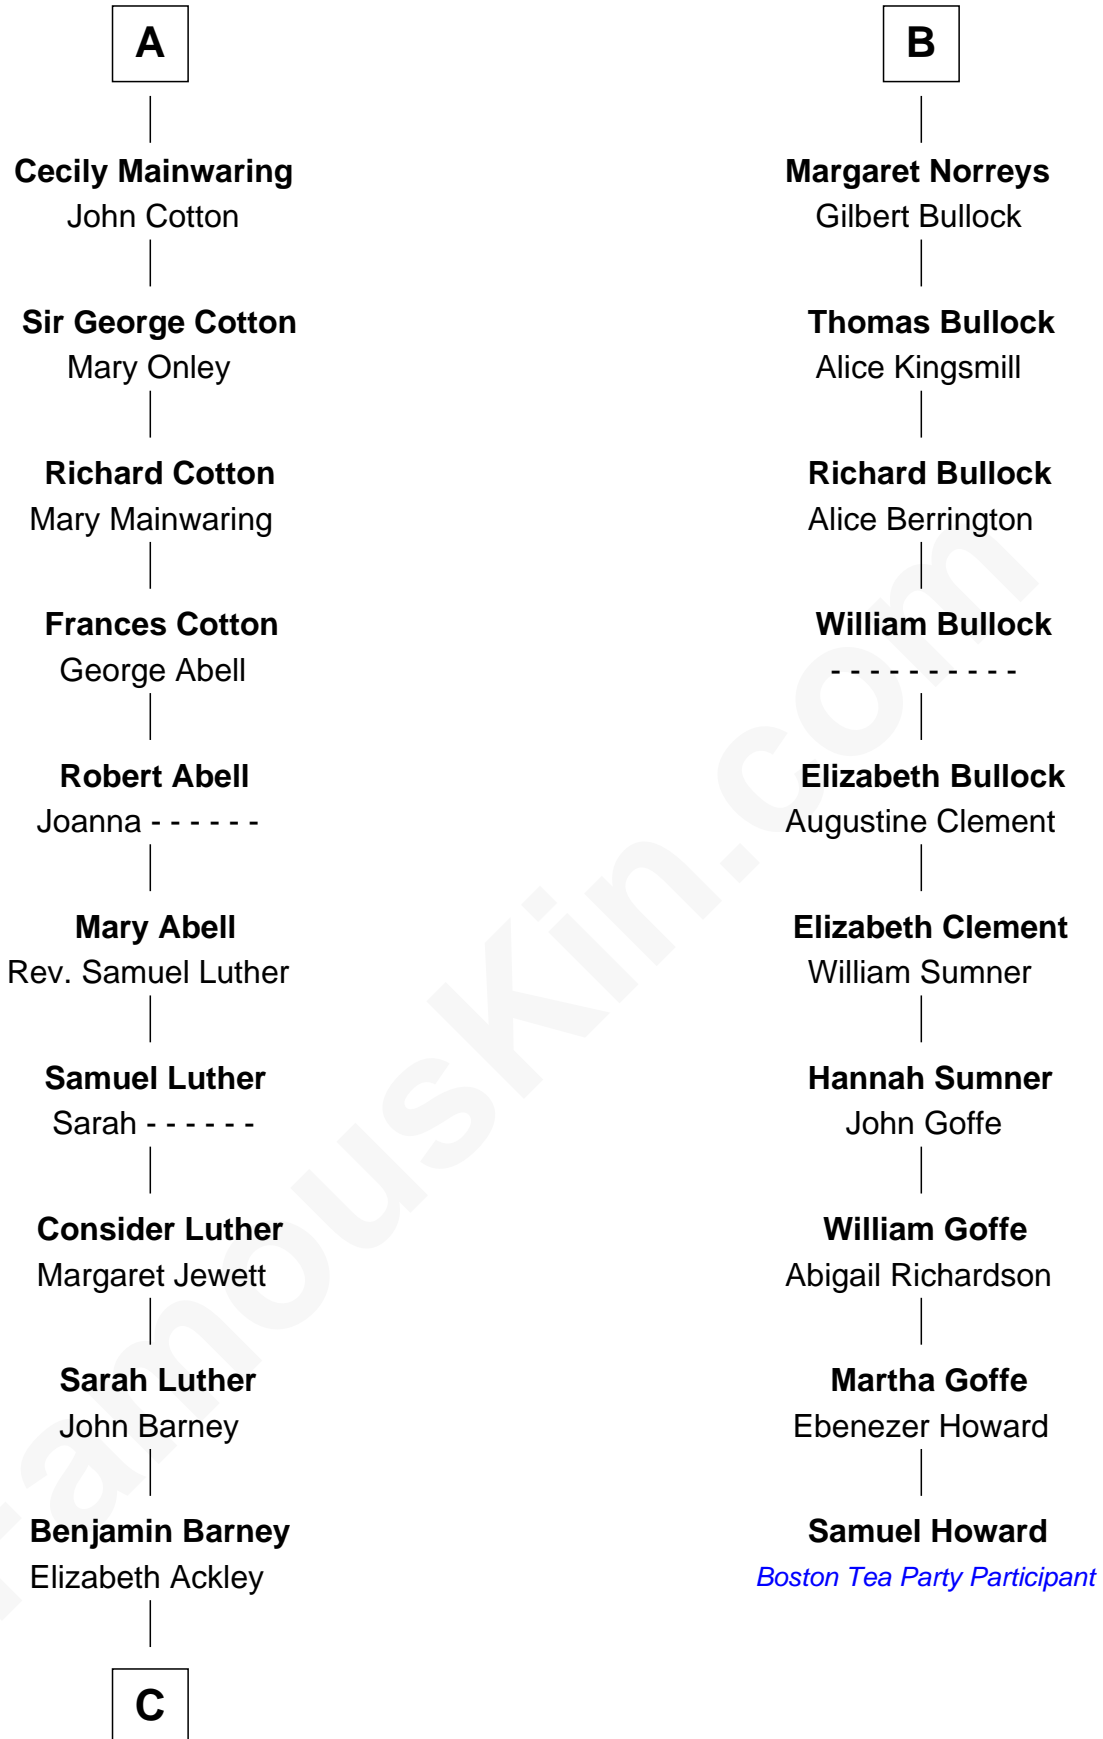 A
Cecily Mainwaring
John Cotton
Sir George Cotton
Mary Onley
Richard Cotton
Mary Mainwaring
Frances Cotton
George Abell
Robert Abell
Joanna - - - - - -
Mary Abell
Rev. Samuel Luther
Samuel Luther
Sarah - - - - - -
Consider Luther
Margaret Jewett
Sarah Luther
John Barney
Benjamin Barney
Elizabeth Ackley
C
B
Margaret Norreys
Gilbert Bullock
Thomas Bullock
Alice Kingsmill
Richard Bullock
Alice Berrington
William Bullock
- - - - - - - - - -
Elizabeth Bullock
Augustine Clement
Elizabeth Clement
William Sumner
Hannah Sumner
John Goffe
William Goffe
Abigail Richardson
Martha Goffe
Ebenezer Howard
Samuel Howard
Boston Tea Party Participant
FamousKin.com